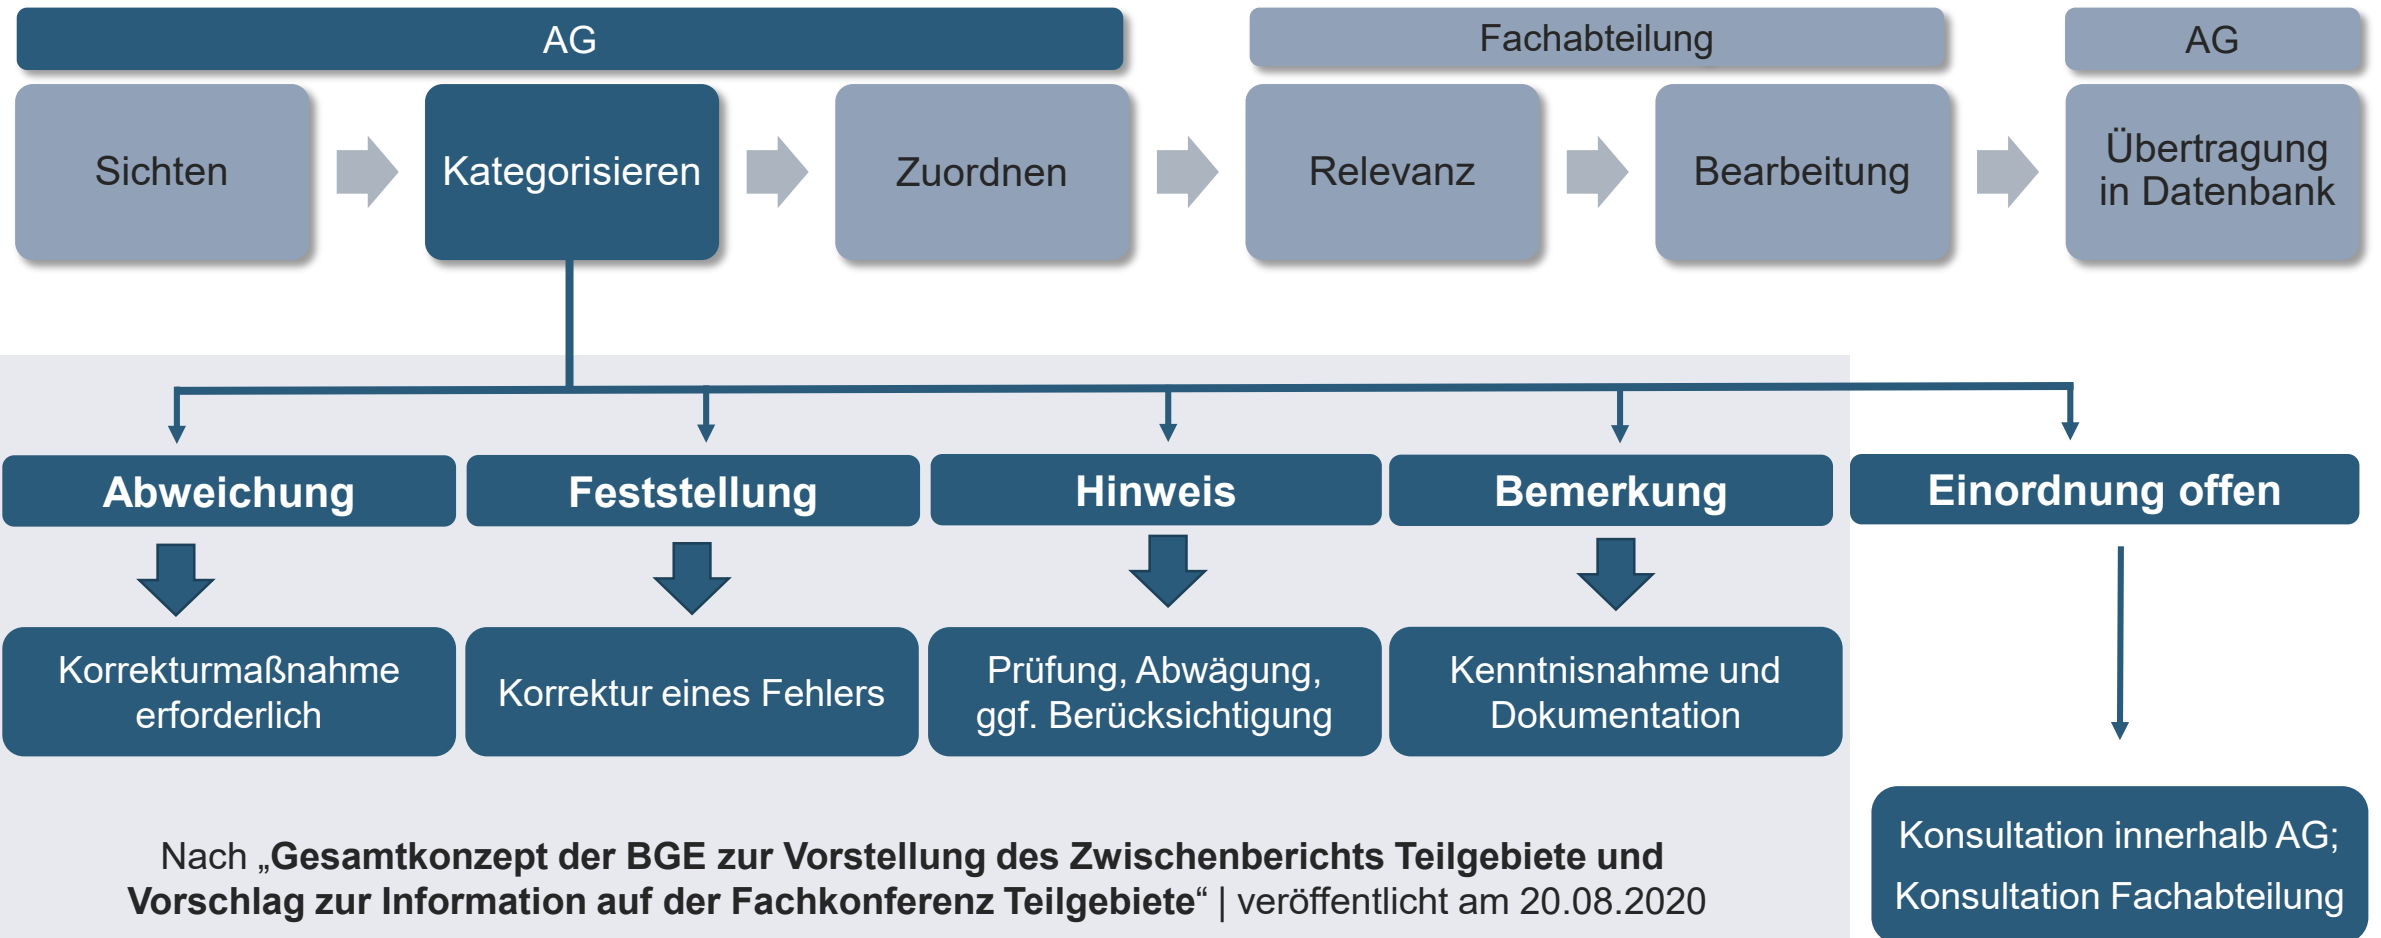 AG
Fachabteilung
AG
Sichten
Kategorisieren
Zuordnen
Relevanz
Bearbeitung
Übertragung
in Datenbank
Abweichung
Feststellung
Hinweis
Bemerkung
Einordnung offen
Korrekturmaßnahme
erforderlich
Korrektur eines Fehlers
Prüfung, Abwägung,
ggf. Berücksichtigung
Kenntnisnahme und
Dokumentation
Konsultation innerhalb AG;
Konsultation Fachabteilung
Nach „Gesamtkonzept der BGE zur Vorstellung des Zwischenberichts Teilgebiete und
Vorschlag zur Information auf der Fachkonferenz Teilgebiete“ | veröffentlicht am 20.08.2020